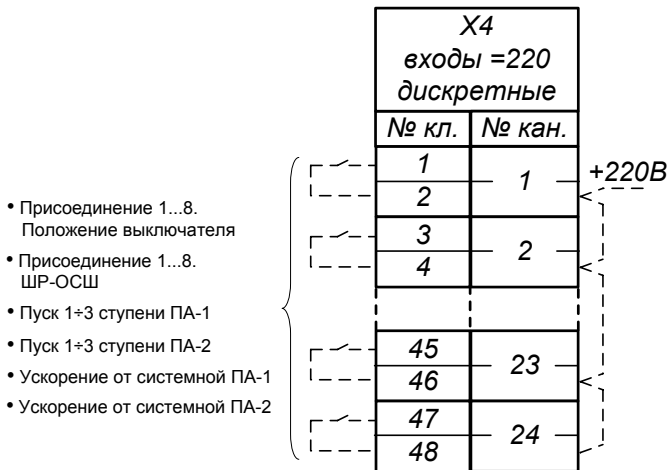 X4
входы =220
дискретные
№ кл. № кан.
1
2
1
+220В
3
4
2
45
46
23
47
48
24
• Присоединение 1...8.
Положение выключателя
• Присоединение 1...8.
ШР-ОСШ
• Пуск 1÷3 ступени ПА-1
• Пуск 1÷3 ступени ПА-2
• Ускорение от системной ПА-1
• Ускорение от системной ПА-2